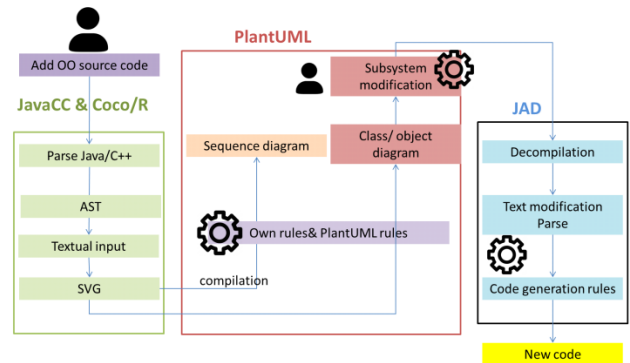 PlantUML
Add OO source code
JavaCC & Coco/R
Parse Java/C++
AST
Textual input
SVG
compilation
Sequence diagram
Own rules& PlantUML rules
Subsystem
modification
Class/ object
diagram
JAD
Decompilation
Text modification
Parse
Code generation rules
New code